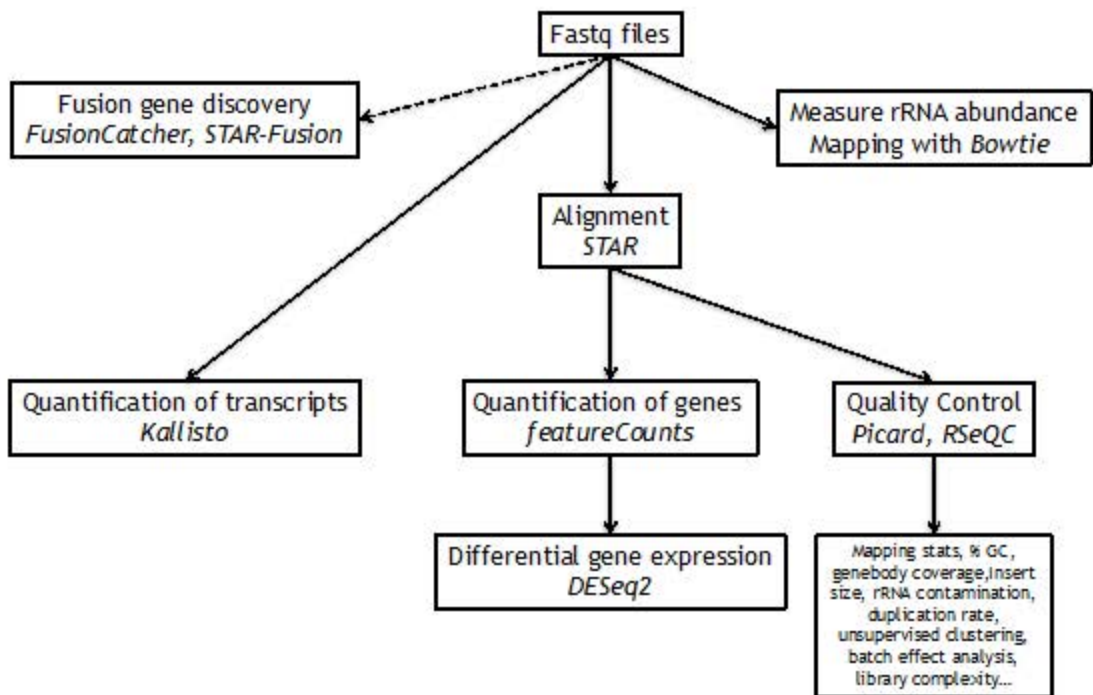 Fastq files
Fusion gene discovery
FusionCatcher, STAR-Fusion
Measure rRNA abundance
Mapping with Bowtie
Alignment
STAR
Quantification of transcripts
Kallisto
Quantification of genes
featureCounts
Quality Control
Picard, RSeQC
Differential gene expression
DESeq2
Mapping stats, % GC,
genebody coverage,Insert
size, rRNA contamination,
duplication rate,
unsupervised clustering,
batch effect analysis,
library complexity...